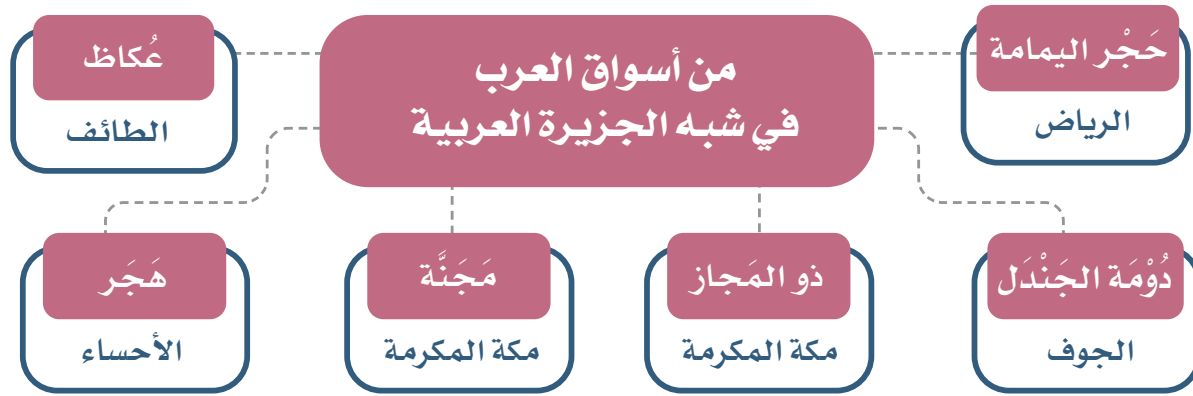 من أسواق العرب
في شبه الجزيرة العربية
حَجْر اليمامة
الرياض
عُكاظ
الطائف
دُوْمَة الجَنْدَل
الجوف
ذو المَجاز
مكة المكرمة
مَجَنَّة
مكة المكرمة
هَجَر
الأحساء